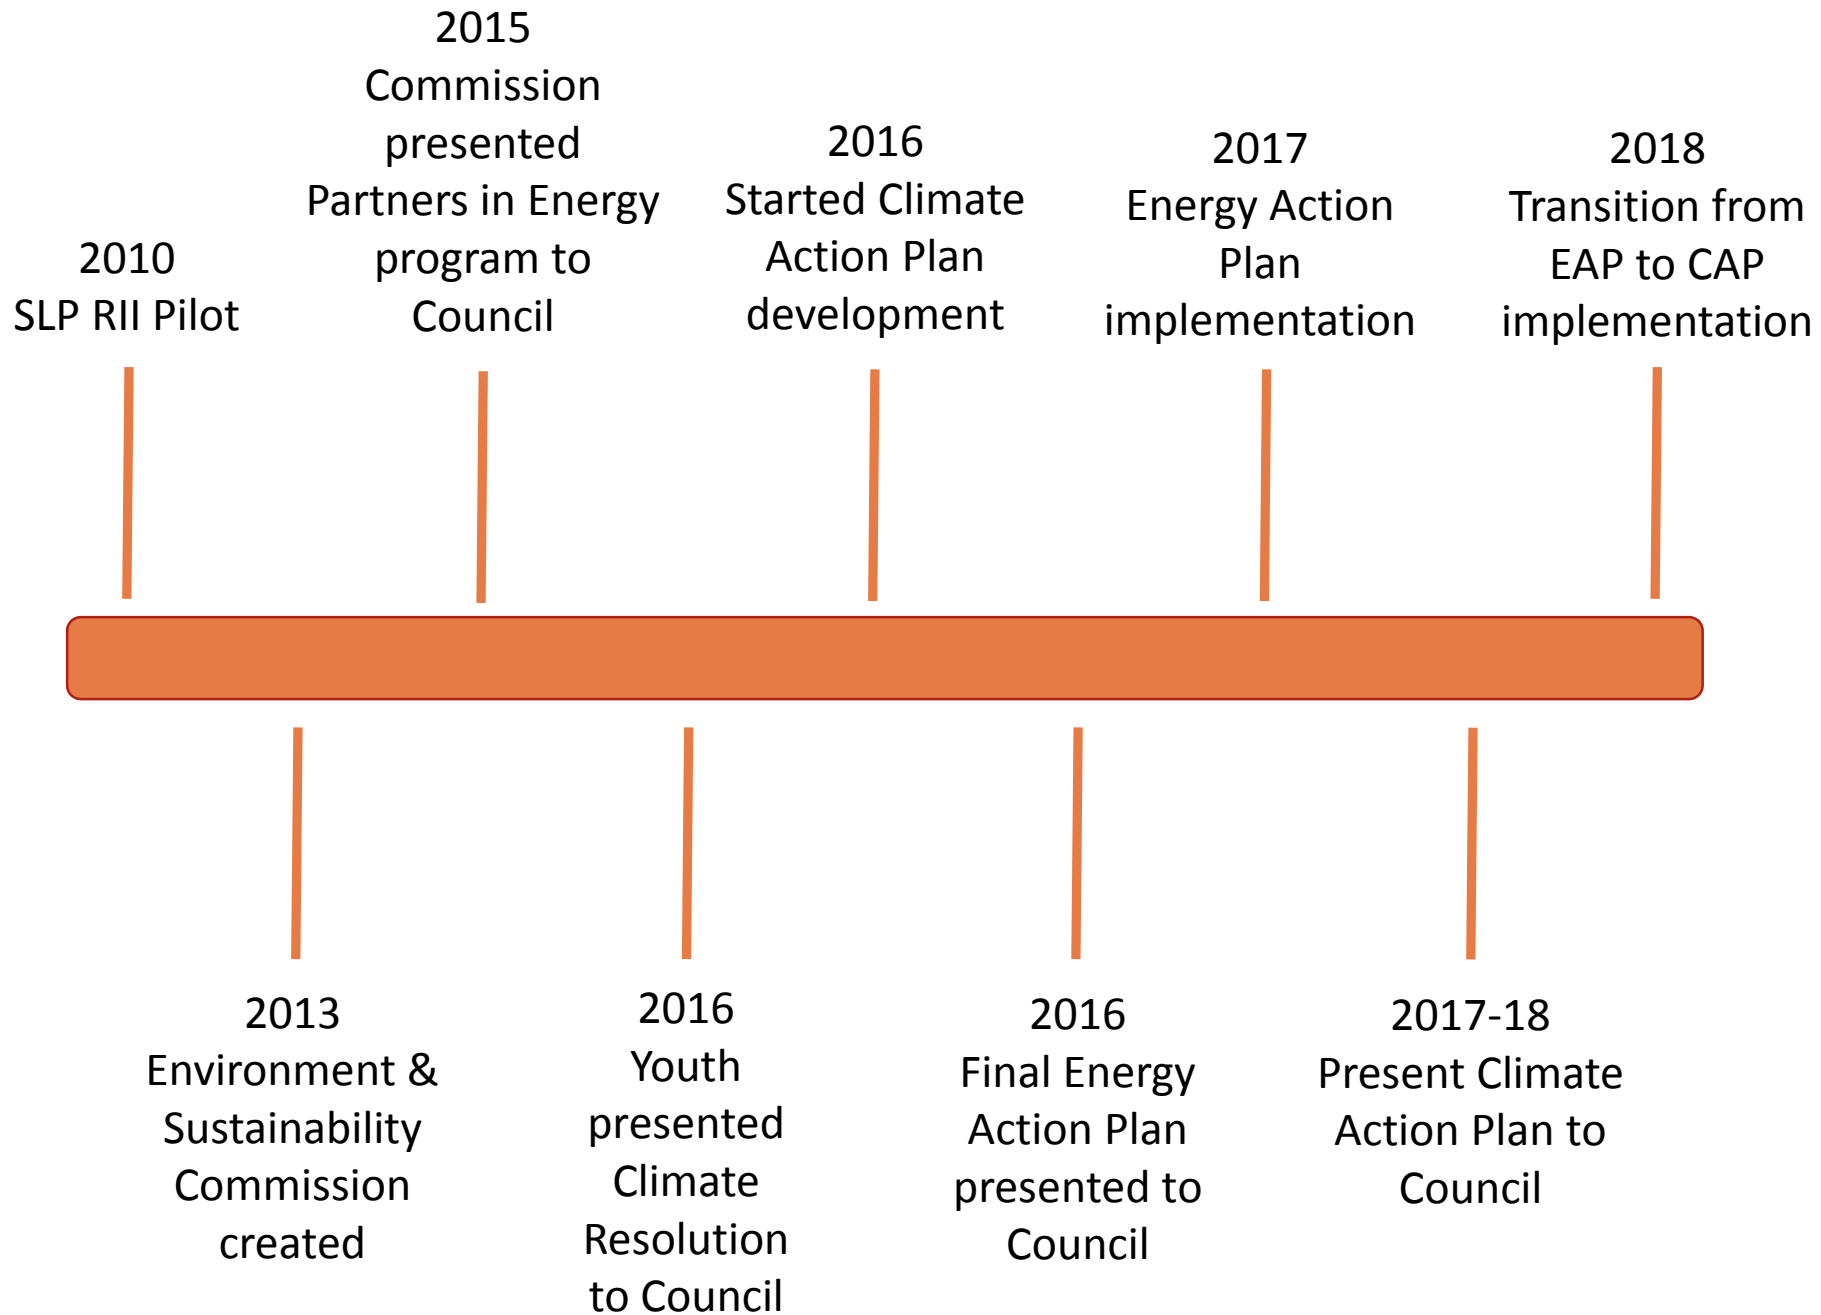 2010
SLP RII Pilot
2015
Commission
presented
Partners in Energy
program to
Council
2016
Started Climate
Action Plan
development
2017
Energy Action
Plan
implementation
2018
Transition from
EAP to CAP
implementation
2013
Environment &
Sustainability
Commission
created
2016
Youth
presented
Climate
Resolution
to Council
2016
Final Energy
Action Plan
presented to
Council
2017-18
Present Climate
Action Plan to
Council